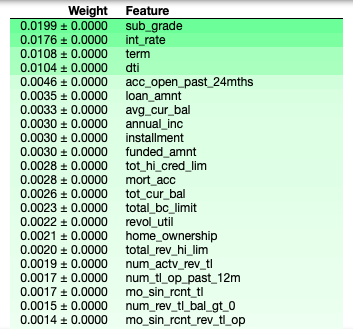 Weight Feature
0.0199 ± 0.0000 sub_grade
0.0176 ± 0.0000 int_rate
0.0108 ± 0.0000 term
0.0104 ± 0.0000 dti
0.0046 ± 0.0000 acc_open_past_24mths
0.0035 ± 0.0000 loan_amnt
0.0033 ± 0.0000 avg_cur_bal
0.0030 ± 0.0000 annual_inc
0.0030 ± 0.0000 installment
0.0030 ± 0.0000 funded_amnt
0.0028 ± 0.0000 tot_hi_cred_lim
0.0028 ± 0.0000 mort_acc
0.0026 ± 0.0000 tot_cur_bal
0.0023 ± 0.0000 total_bc_limit
0.0022 ± 0.0000 revol_util
0.0021 ± 0.0000 home_ownership
0.0020 ± 0.0000 total_rev_hi_lim
0.0019 ± 0.0000 num_actv_rev_tl
0.0017 ± 0.0000 num_tl_op_past_12m
0.0017 ± 0.0000 mo_sin_rcnt_tl
0.0015 ± 0.0000 num_rev_tl_bal_gt_0
0.0014 ± 0.0000 mo_sin_rcnt_rev_tl_op